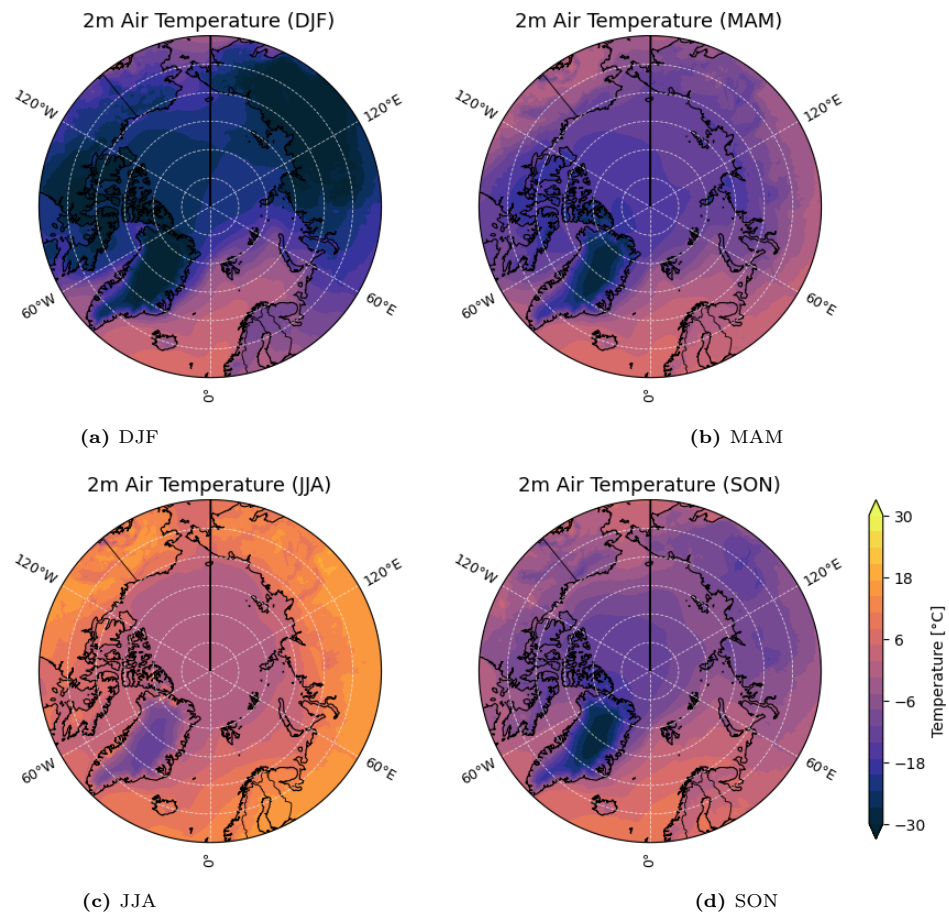 2m Air Temperature (DJF)
120°W
120°E
60°W
60°E
0°
(a) DJF
2m Air Temperature (MAM)
120°W
120°E
60°W
60°E
0°
(b) MAM
2m Air Temperature (JJA)
120°W
120°E
60°W
60°E
0°
(c) JJA
2m Air Temperature (SON)
120°W
120°E
60°W
60°E
0°
(d) SON
30
18
6
−6
−18
−30
Temperature [°C]